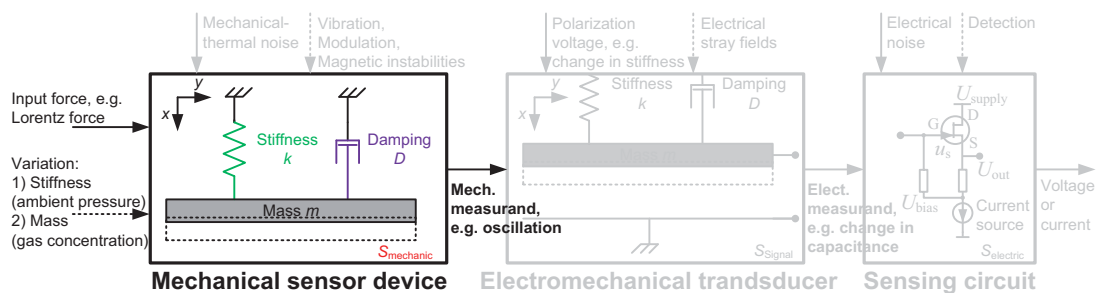 Mechanical-
thermal noise
Vibration,
Modulation,
Magnetic instabilities
Polarization
voltage, e.g.
change in
stiffness
Electrical
stray fields
Electrical
noise
Detection
Input force, e.g.
Lorentz force
Variation:
1) Stiffness
(ambient pressure)
2) Mass
(gas concentration)
y
x
Stiffness
k
Damping
D
Mass m
Smechanic
Mechanical sensor device
Mech.
measurand,
e.g. oscillation
y
x
Stiffness
k
Damping
D
SSignal
Electromechanical trandsducer
Elect.
measurand,
e.g. change in
capacitance
Usupply
D
G
S
us
Uout
Ubias
Current
source
Selectric
Sensing circuit
Voltage
or
current